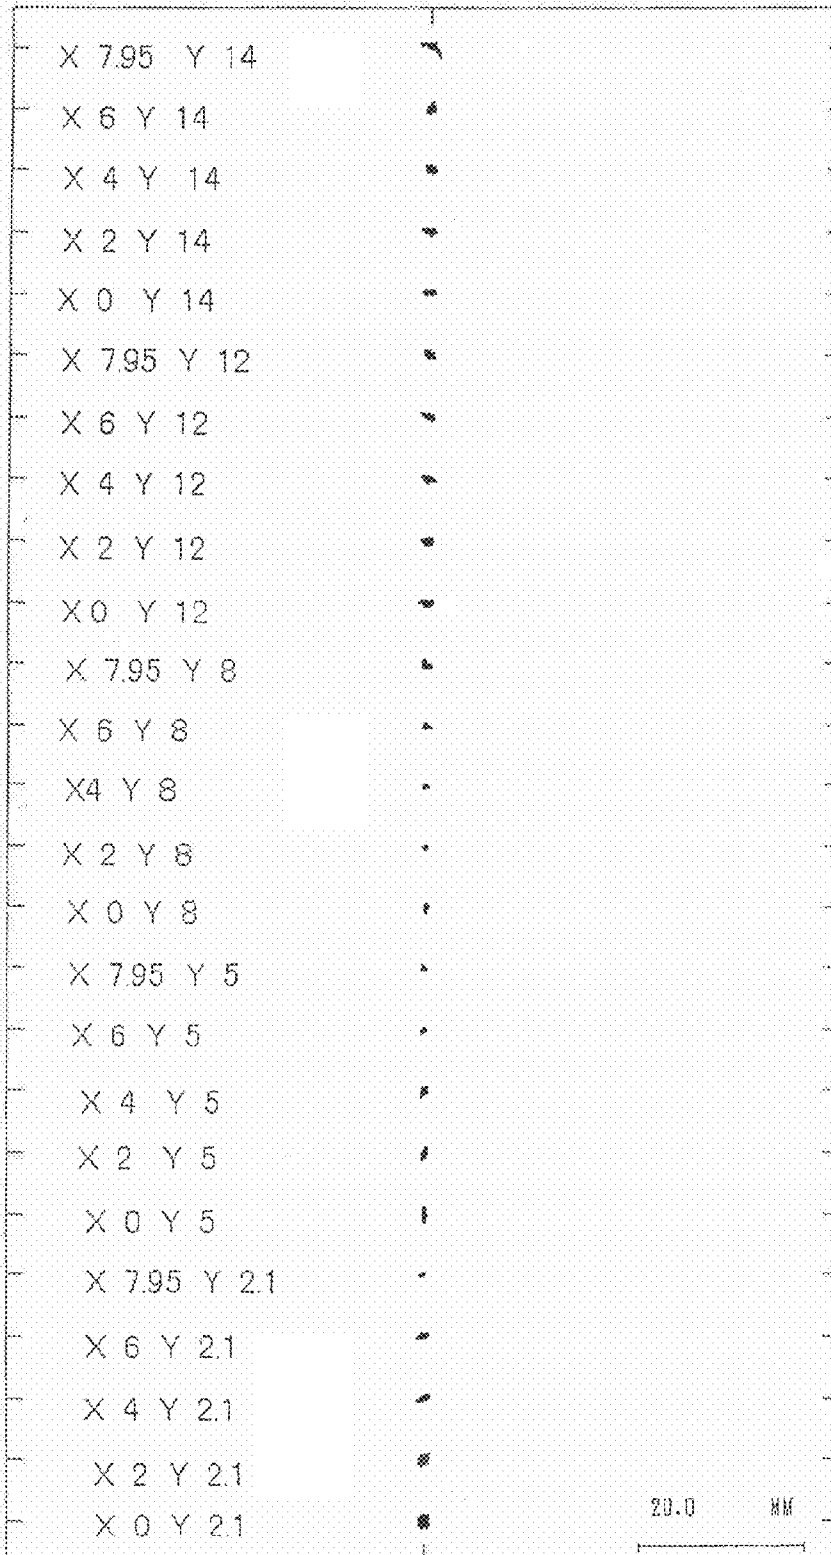 X 7.95 Y 14
X 6 Y 14
X 4 Y 14
X 2 Y 14
X 0 Y 14
X 7.95 Y 12
X 6 Y 12
X 4 Y 12
X 2 Y 12
X0 Y 12
X 7.95 Y 8
X 6 Y 8
X4 Y 8
X 2 Y 8
X 0 Y 8
X 7.95 Y 5
X 6 Y 5
X 4 Y 5
X 2 Y 5
X 0 Y 5
X 7.95 Y 2.1
X 6 Y 2.1
X 4 Y 2.1
X 2 Y 2.1
X 0 Y 2.1
20.0 MM